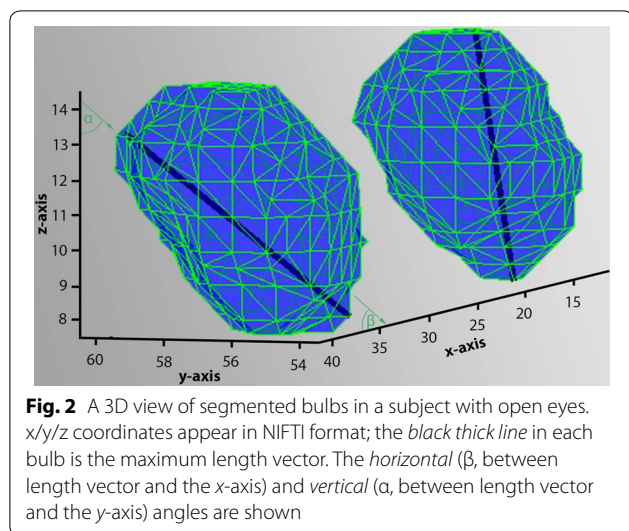 14
α
13
12
z-axis
10
9
8
β
60
58
56
54
40
35
30
25
20
15
y-axis
x-axis
Fig. 2 A 3D view of segmented bulbs in a subject with open eyes.
x/y/z coordinates appear in NIFTI format; the black thick line in each
bulb is the maximum length vector. The horizontal (β, between
length vector and the x-axis) and vertical (α, between length vector
and the y-axis) angles are shown